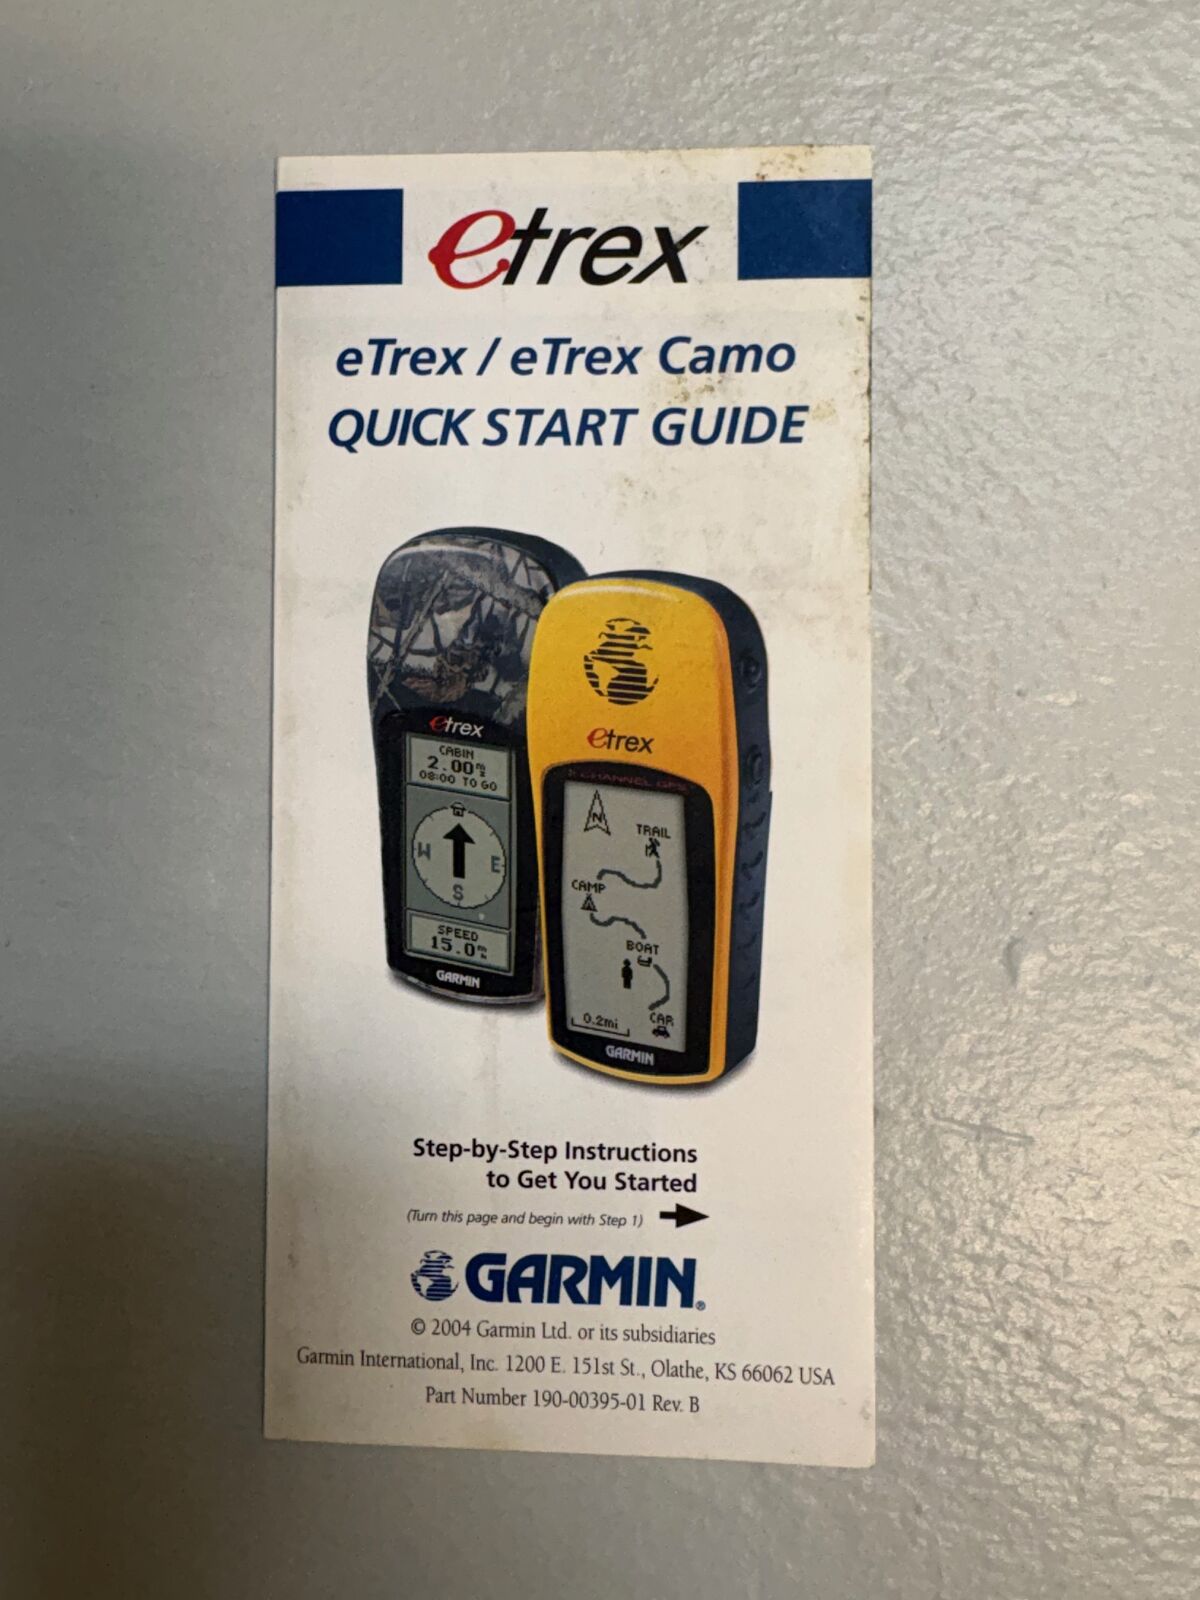 etrex
eTrex / eTrex Camo
QUICK START GUIDE
etrex
CABIN
2.00
08:00 TO GO
W
E
S
SPEED
15.0
GARMIN
etrex
CHANNEL GPS
N
TRAIL
CAMP
BOAT
CAR
0.2mi
GARMIN
Step-by-Step Instructions
to Get You Started
(Turn this page and begin with Step 1)
GARMIN®
© 2004 Garmin Ltd. or its subsidiaries
Garmin International, Inc. 1200 E. 151st St., Olathe, KS 66062 USA
Part Number 190-00395-01 Rev. B